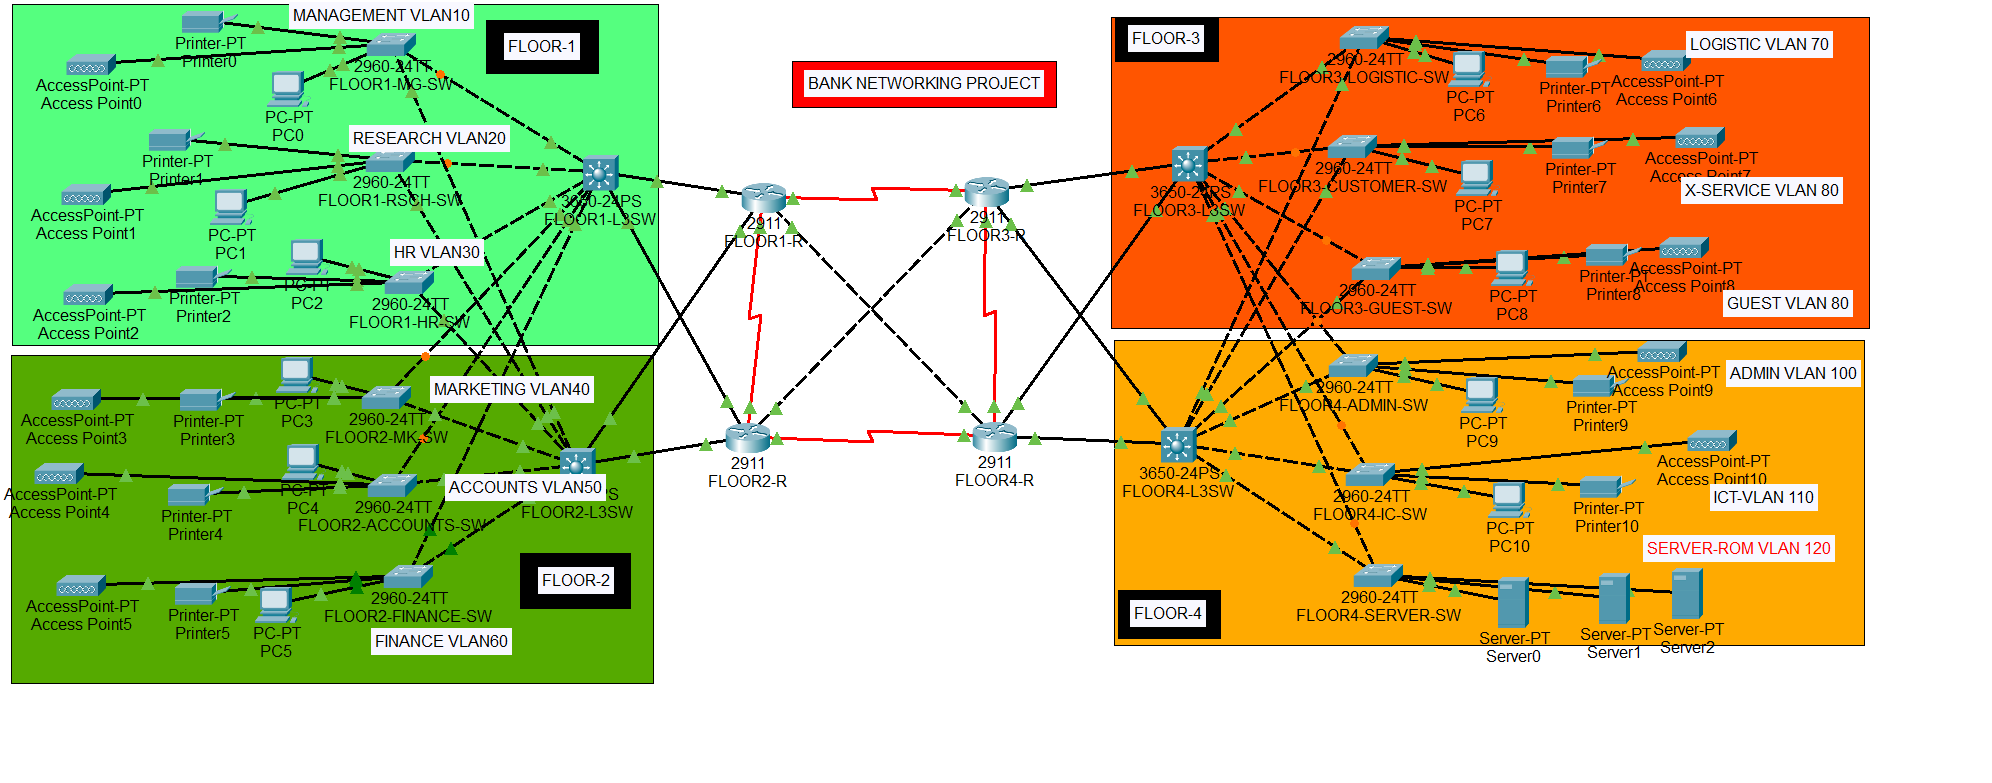 MANAGEMENT VLAN10
FLOOR-1
Printer-PT
Printer0
2960-24TT
FLOOR1-MG-SW
AccessPoint-PT
Access Point0
PC-PT
PC0
RESEARCH VLAN20
Printer-PT
Printer1
2960-24TT
FLOOR1-RSCH-SW
AccessPoint-PT
Access Point1
PC-PT
PC1
3650-24PS
FLOOR1-L3SW
HR VLAN30
PC-PT
PC2
Printer-PT
Printer2
2960-24TT
FLOOR1-HR-SW
AccessPoint-PT
Access Point2
MARKETING VLAN40
AccessPoint-PT
Access Point3
Printer-PT
Printer3
PC-PT
PC3
2960-24TT
FLOOR2-MK-SW
ACCOUNTS VLAN50
AccessPoint-PT
Access Point4
Printer-PT
Printer4
PC-PT
PC4
2960-24TT
FLOOR2-ACCOUNTS-SW
PS
FLOOR2-L3SW
FLOOR-2
AccessPoint-PT
Access Point5
Printer-PT
Printer5
PC-PT
PC5
2960-24TT
FLOOR2-FINANCE-SW
FINANCE VLAN60
BANK NETWORKING PROJECT
2911
FLOOR1-R
2911
FLOOR3-R
2911
FLOOR2-R
2911
FLOOR4-R
FLOOR-3
LOGISTIC VLAN 70
2960-24TT
FLOOR3-LOGISTIC-SW
PC-PT
PC6
Printer-PT
Printer6
AccessPoint-PT
Access Point6
3650-24PS
FLOOR3-L3SW
2960-24TT
FLOOR3-CUSTOMER-SW
PC-PT
PC7
Printer-PT
Printer7
AccessPoint-PT
Access Point7
X-SERVICE VLAN 80
2960-24TT
FLOOR3-GUEST-SW
PC-PT
PC8
Printer-PT
Printer8
AccessPoint-PT
Access Point8
GUEST VLAN 80
2960-24TT
FLOOR4-ADMIN-SW
PC-PT
PC9
Printer-PT
Printer9
AccessPoint-PT
Access Point9
ADMIN VLAN 100
3650-24PS
FLOOR4-L3SW
2960-24TT
FLOOR4-IC-SW
PC-PT
PC10
Printer-PT
Printer10
AccessPoint-PT
Access Point10
ICT-VLAN 110
SERVER-ROM VLAN 120
FLOOR-4
2960-24TT
FLOOR4-SERVER-SW
Server-PT
Server0
Server-PT
Server1
Server-PT
Server2